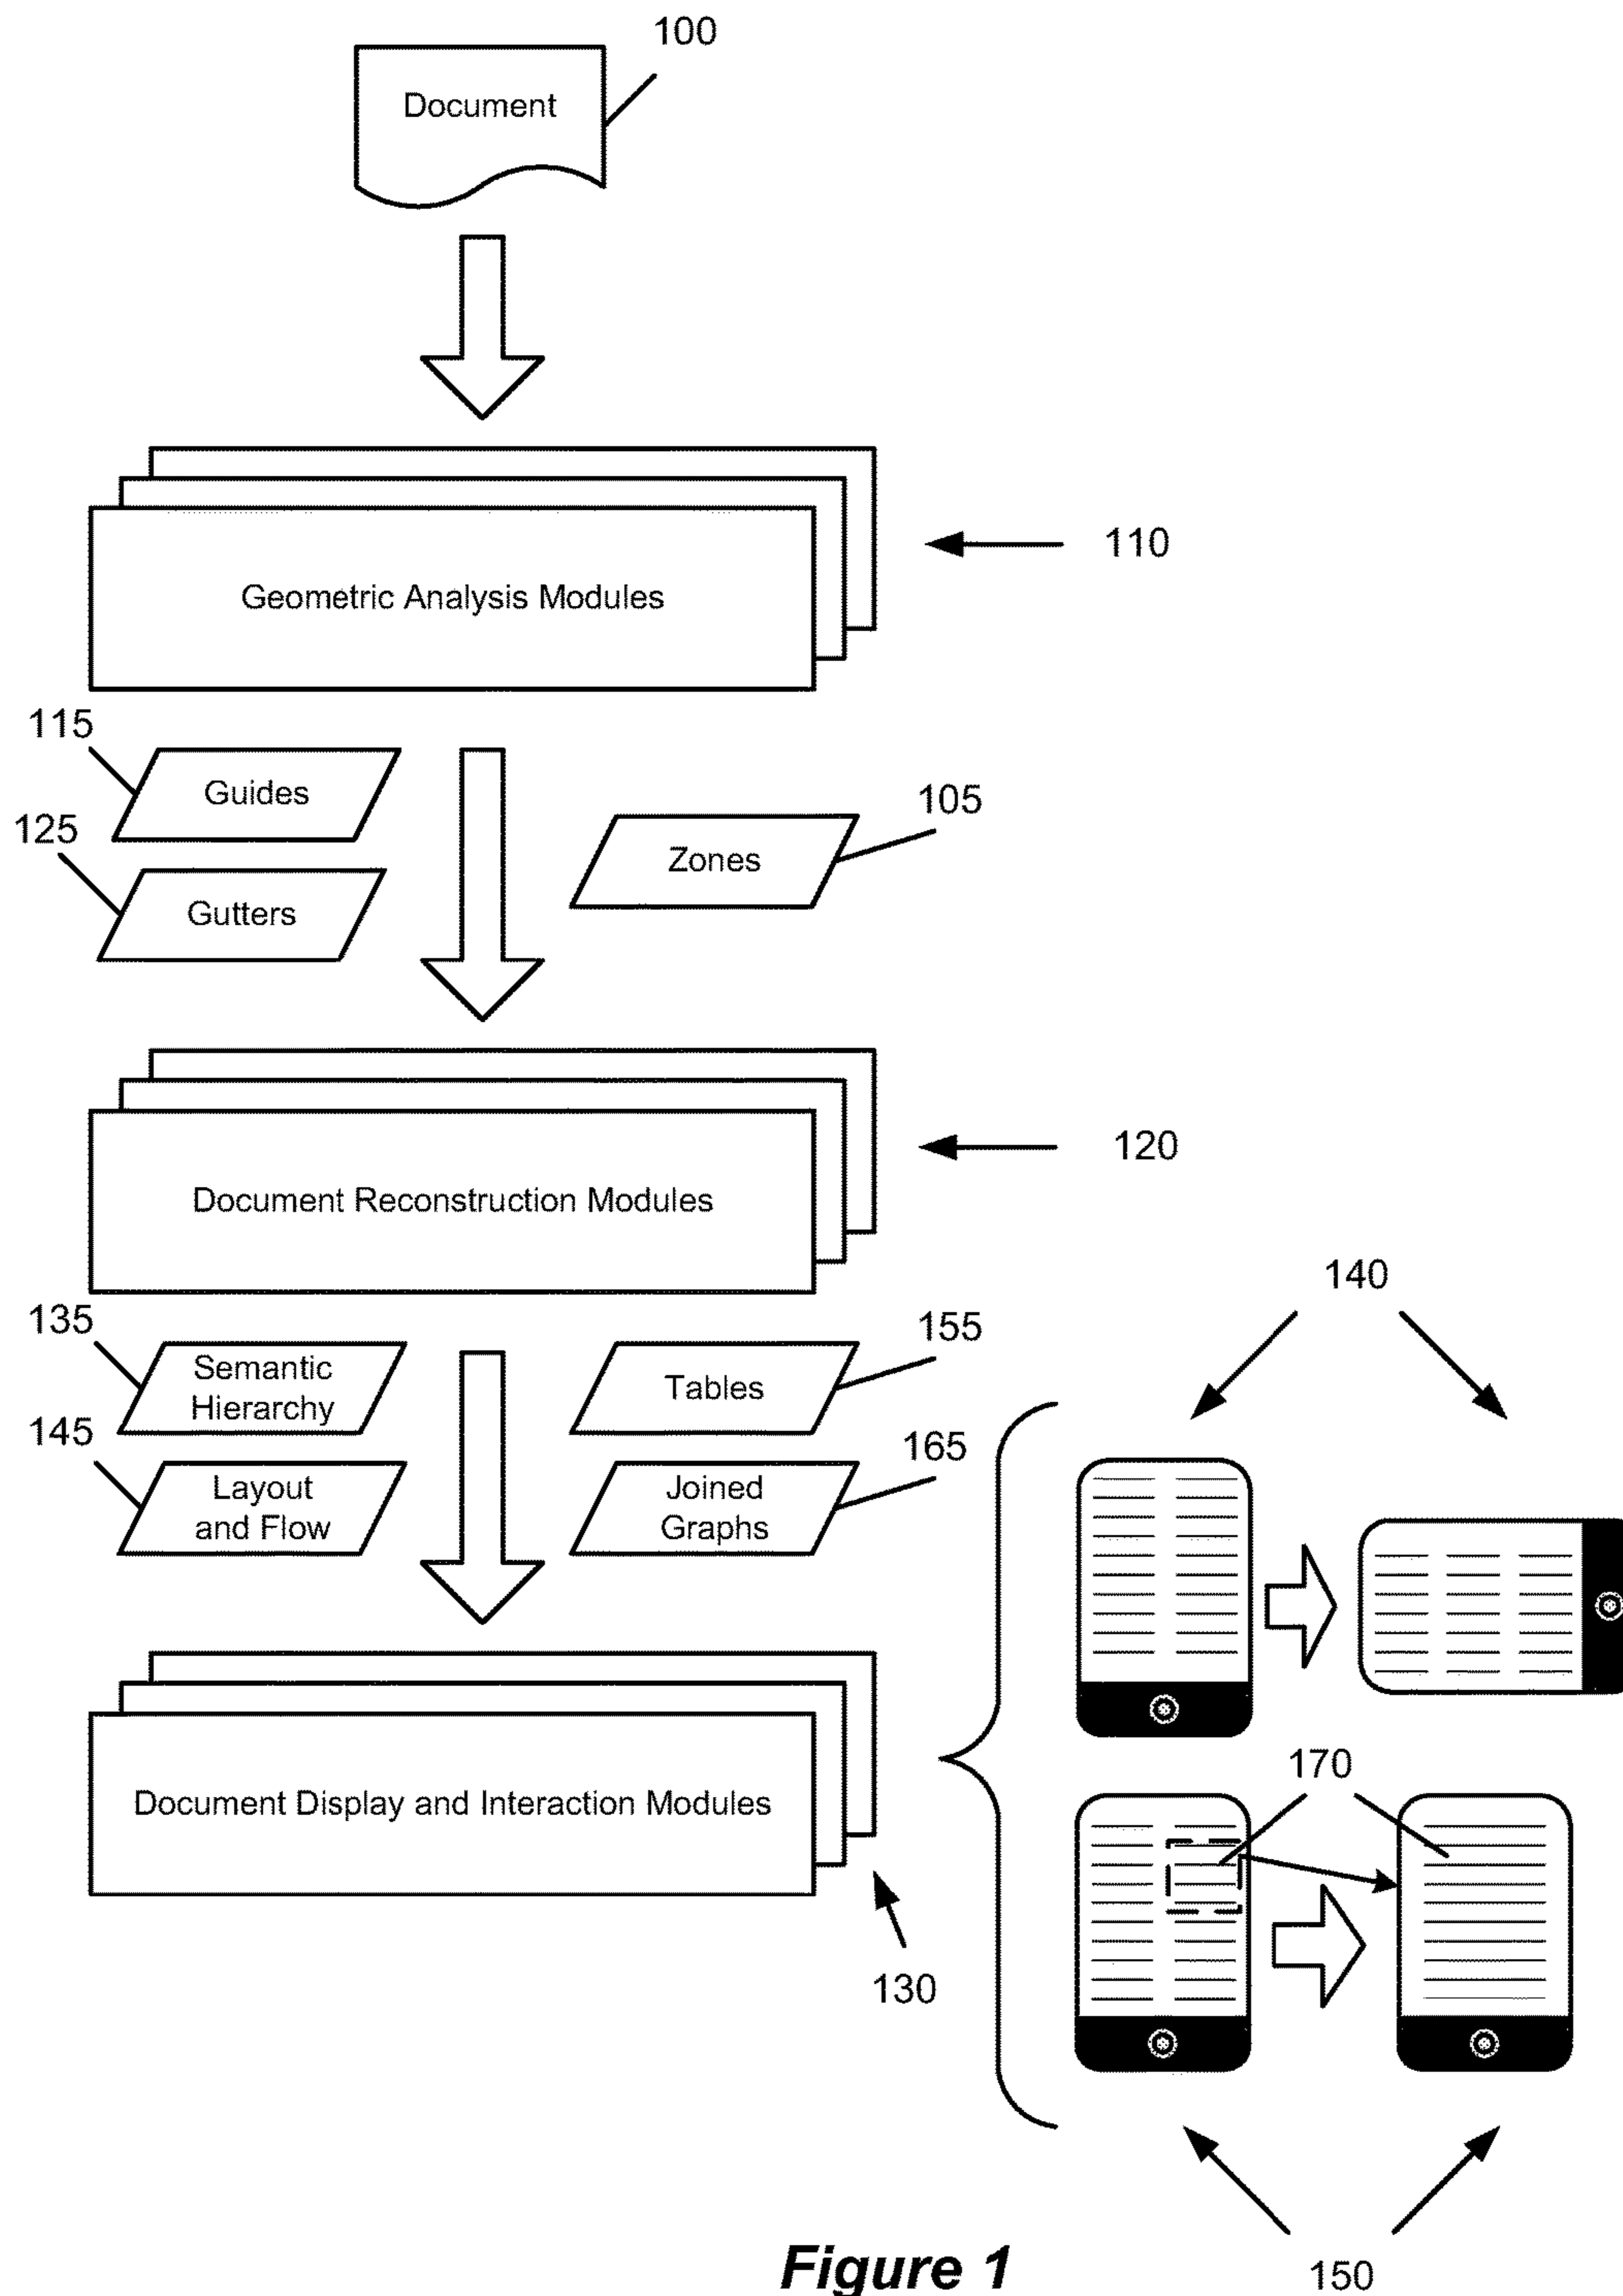 100
Document
110
Geometric Analysis Modules
115
Guides
105
Zones
125
Gutters
120
Document Reconstruction Modules
140
135
Semantic
Hierarchy
155
Tables
145
Layout
and Flow
165
Joined
Graphs
170
Document Display and Interaction Modules
130
150
Figure 1